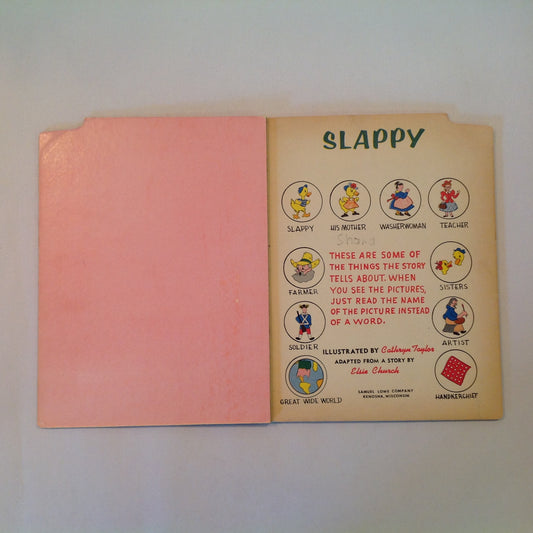 SLAPPY
SLAPPY HIS MOTHER WASHERWOMAN TEACHER
THESE ARE SOME OF
THE THINGS THE STORY
TELLS ABOUT. WHEN
YOU SEE THE PICTURES,
JUST READ THE NAME
OF THE PICTURE INSTEAD
OF A WORD.
FARMER
SISTERS
SOLDIER
ARTIST
ILLUSTRATED BY Cathryn Taylor
ADAPTED FROM A STORY BY
Elsie Church
SAMUEL LOWE COMPANY
KENOSHA, WISCONSIN
GREAT WIDE WORLD
HANDKERCHIEF